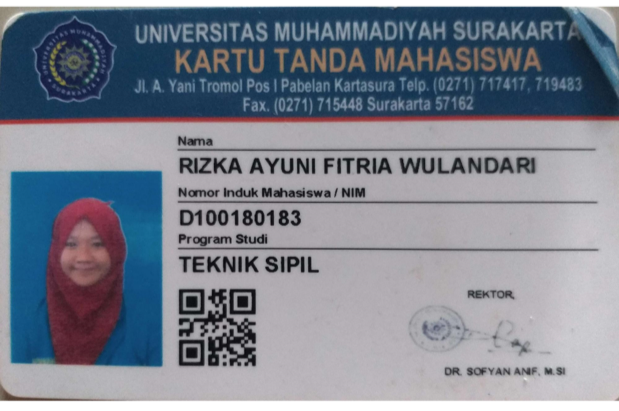 UNIVERSITAS MUHAMMADIYAH SURAKARTA
KARTU TANDA MAHASISWA
Jl. A. Yani Tromol Pos I Pabelan Kartasura Telp. (0271) 717417, 719483
Fax. (0271) 715448 Surakarta 57162
Nama
RIZKA AYUNI FITRIA WULANDARI
Nomor Induk Mahasiswa / NIM
D100180183
Program Studi
TEKNIK SIPIL
REKTOR,
DR. SOFYAN ANIF, M.SI